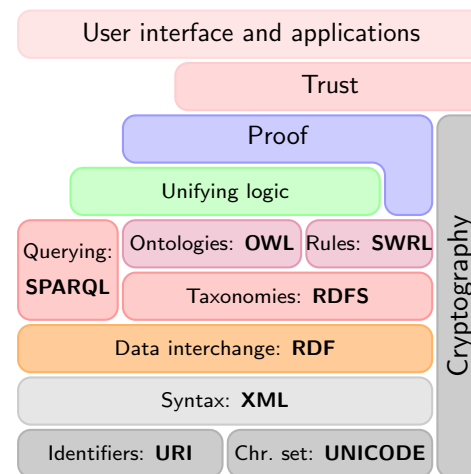 User interface and applications
Trust
Proof
Unifying logic
Querying:
SPARQL
Ontologies: OWL
Rules: SWRL
Taxonomies: RDFS
Data interchange: RDF
Syntax: XML
Identifiers: URI
Chr. set: UNICODE
Cryptography